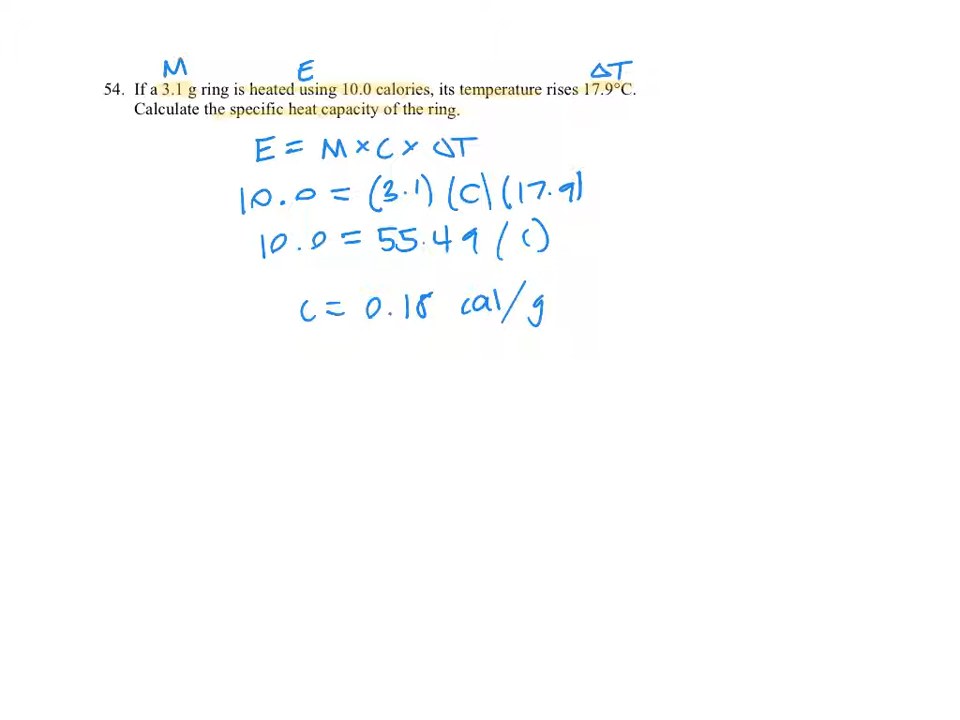 M E ΔT
54. If a 3.1 g ring is heated using 10.0 calories, its temperature rises 17.9°C.
Calculate the specific heat capacity of the ring.
E = M × C × ΔT
10.0 = (3.1) (C) (17.9)
10.0 = 55.49 (C)
C = 0.18 cal/g